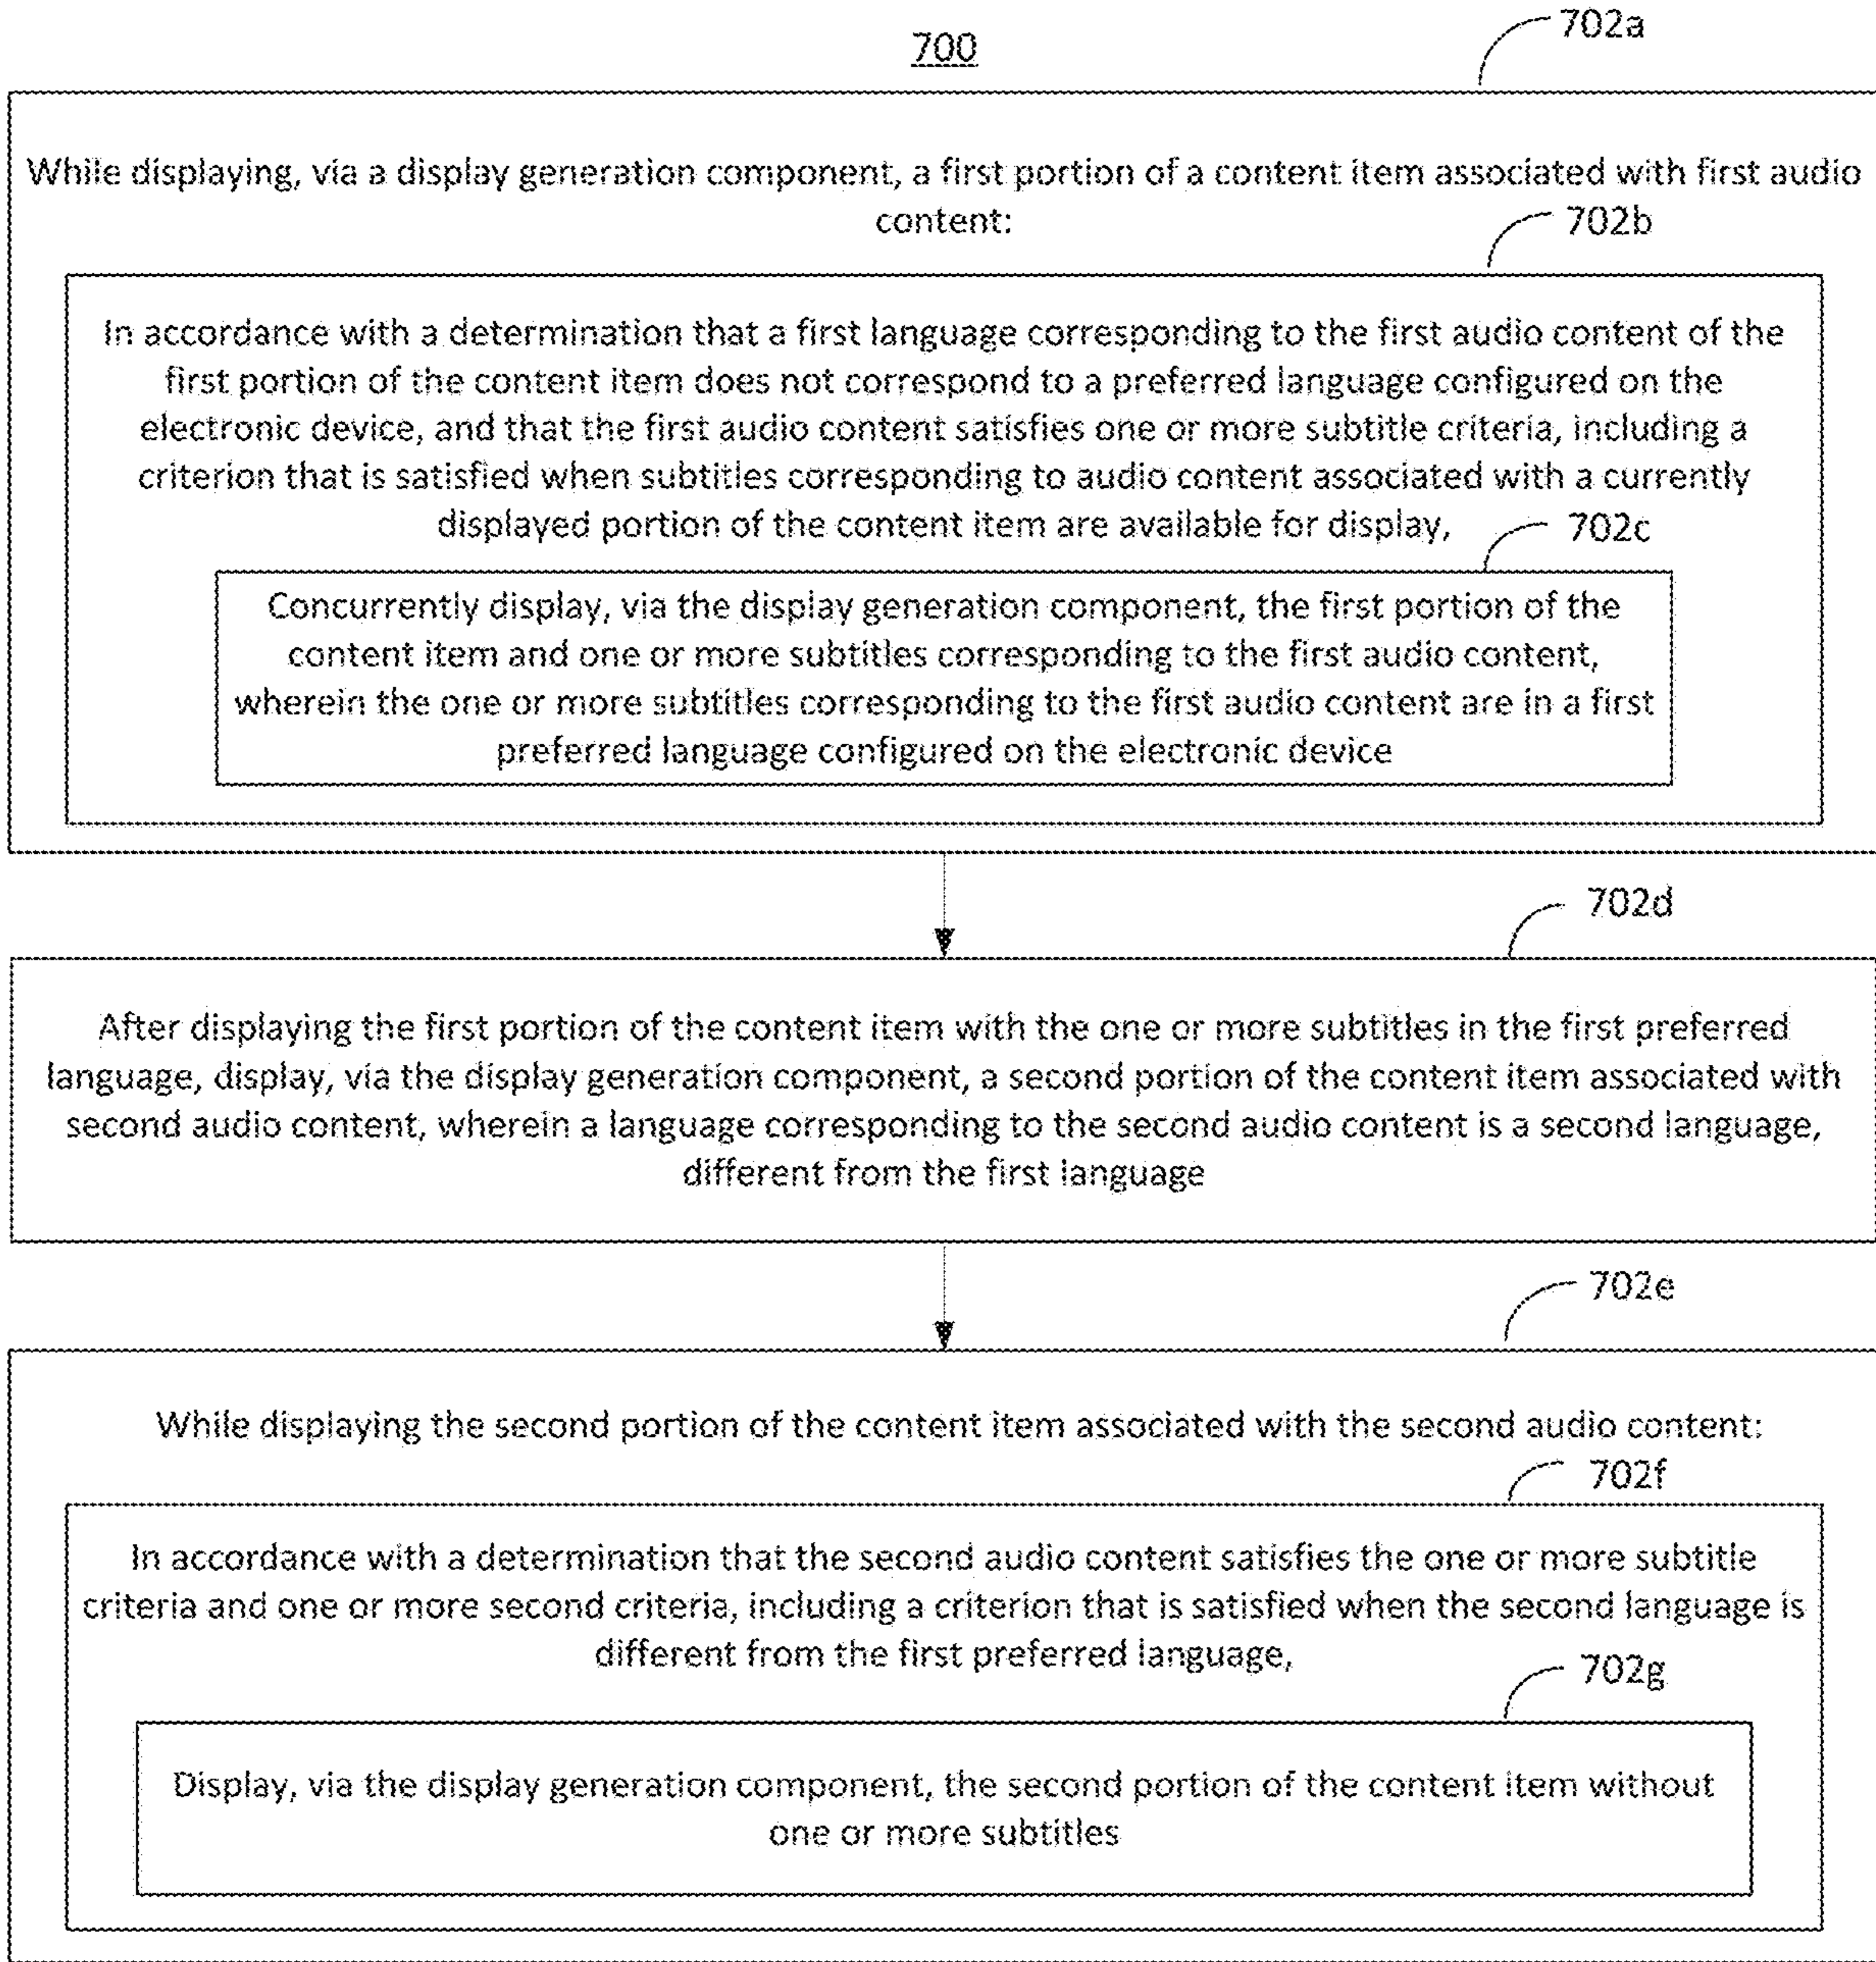 700
702a
While displaying, via a display generation component, a first portion of a content item associated with first audio
content:
702b
In accordance with a determination that a first language corresponding to the first audio content of the
first portion of the content item does not correspond to a preferred language configured on the
electronic device, and that the first audio content satisfies one or more subtitle criteria, including a
criterion that is satisfied when subtitles corresponding to audio content associated with a currently
displayed portion of the content item are available for display,
702c
Concurrently display, via the display generation component, the first portion of the
content item and one or more subtitles corresponding to the first audio content,
wherein the one or more subtitles corresponding to the first audio content are in a first
preferred language configured on the electronic device
702d
After displaying the first portion of the content item with the one or more subtitles in the first preferred
language, display, via the display generation component, a second portion of the content item associated with
second audio content, wherein a language corresponding to the second audio content is a second language,
different from the first language
702e
While displaying the second portion of the content item associated with the second audio content:
702f
In accordance with a determination that the second audio content satisfies the one or more subtitle
criteria and one or more second criteria, including a criterion that is satisfied when the second language is
different from the first preferred language,
702g
Display, via the display generation component, the second portion of the content item without
one or more subtitles